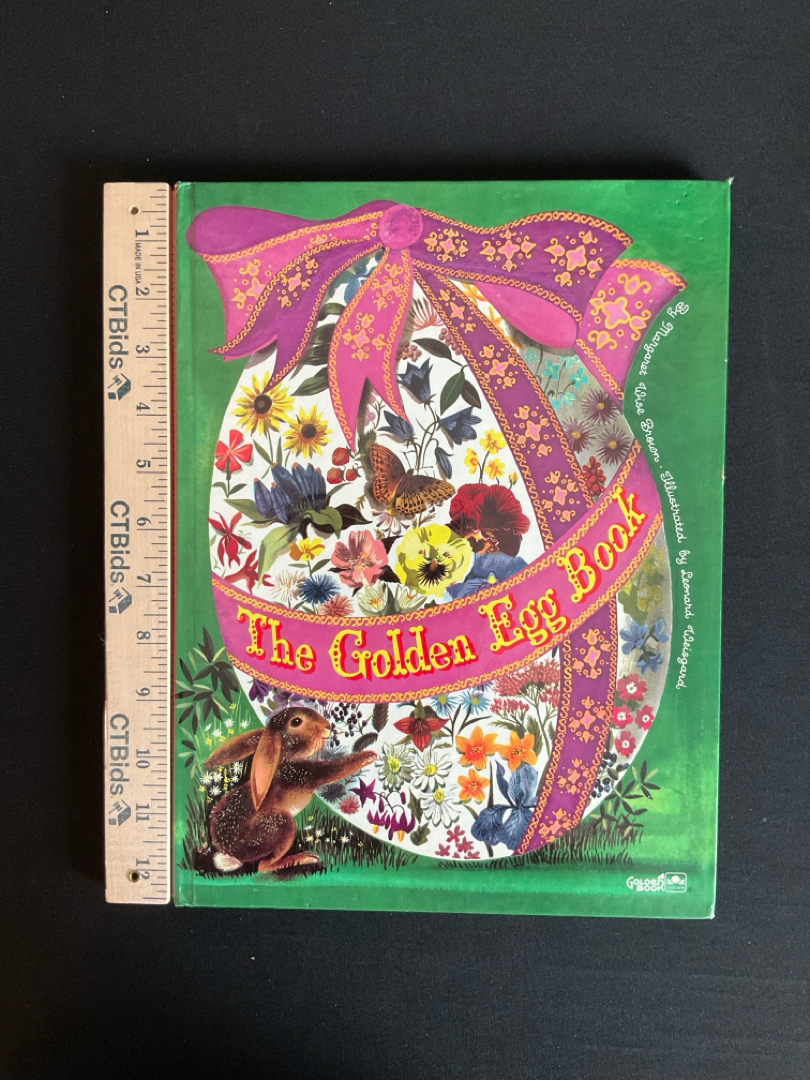 The Golden Egg Book
By Margaret Wise Brown . Illustrated by Leonard Weisgard
GOLDEN
BOOK
1
MADE IN USA
2
CTBids
3
4
5
CTBids
6
7
8
9
CTBids
10
11
12